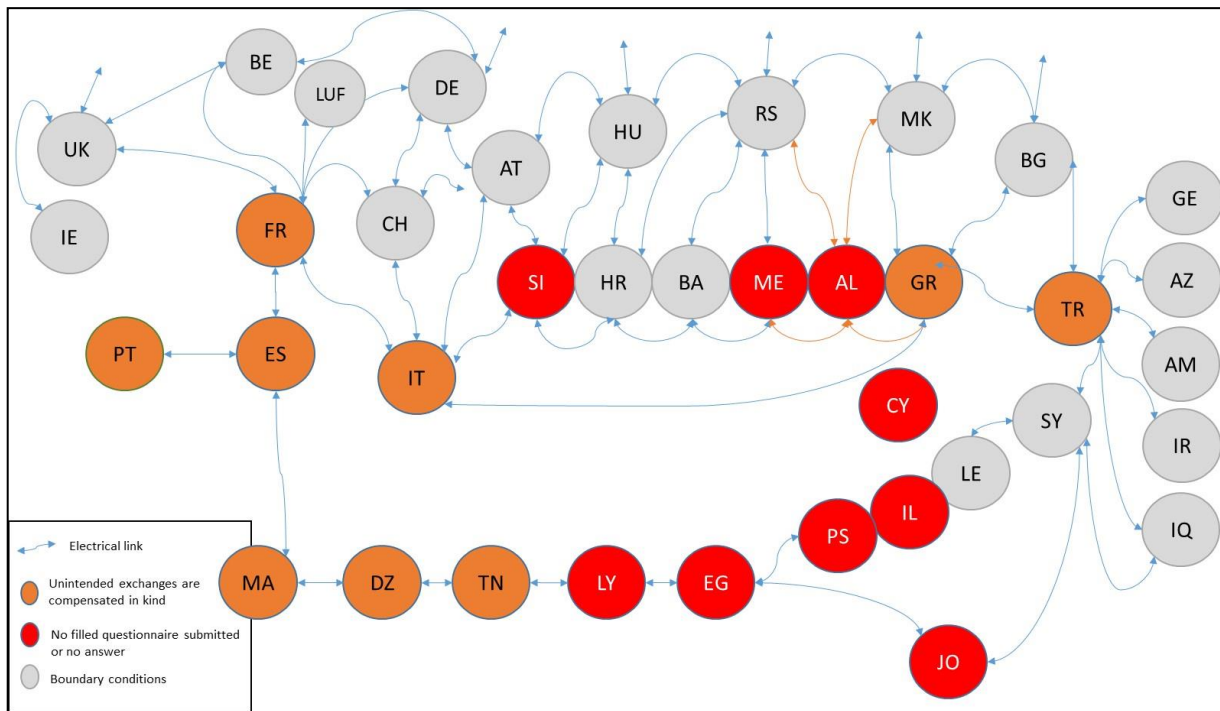 BE
LUF
DE
UK
HU
RS
MK
AT
BG
IE
FR
CH
GE
SI
HR
BA
ME
AL
GR
AZ
TR
PT
ES
IT
AM
CY
SY
IR
LE
PS
IL
IQ
MA
DZ
TN
LY
EG
JO
Electrical link
Unintended exchanges are
compensated in kind
No filled questionnaire submitted
or no answer
Boundary conditions